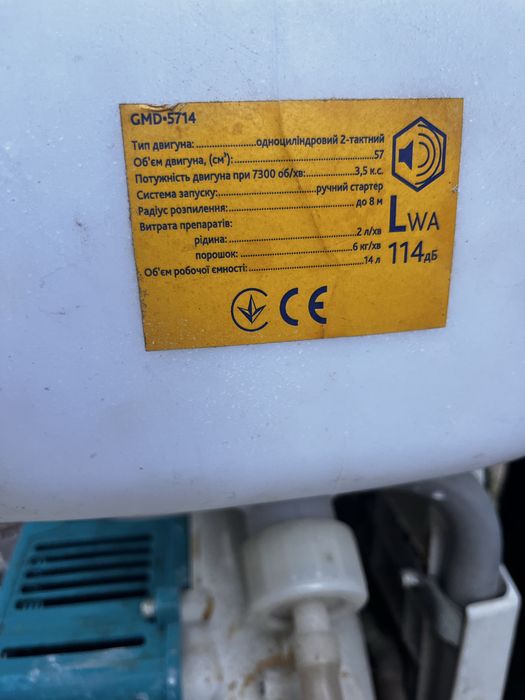 GMD•5714
Тип двигуна:..............................одноциліндровий 2-тактний
Об'єм двигуна, (см³):..............................57
Потужність двигуна при 7300 об/хв:..............................3,5 к.с.
Система запуску:..............................ручний стартер
Радіус розпилення:..............................до 8 м
Витрата препаратів:
рідина:..............................2 л/хв
порошок:..............................6 кг/хв
Об'єм робочої ємності:..............................14 л
LWA
114дБ
CE